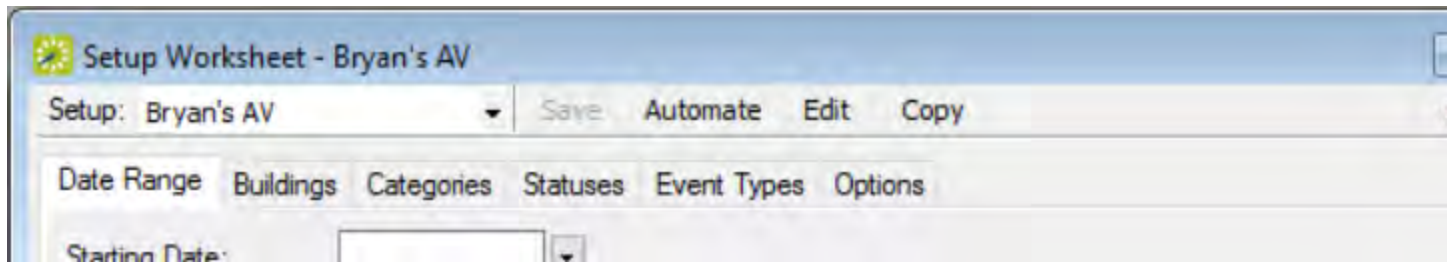 Setup Worksheet - Bryan's AV
Setup: Bryan's AV Save Automate Edit Copy
Date Range Buildings Categories Statuses Event Types Options
Starting Date: